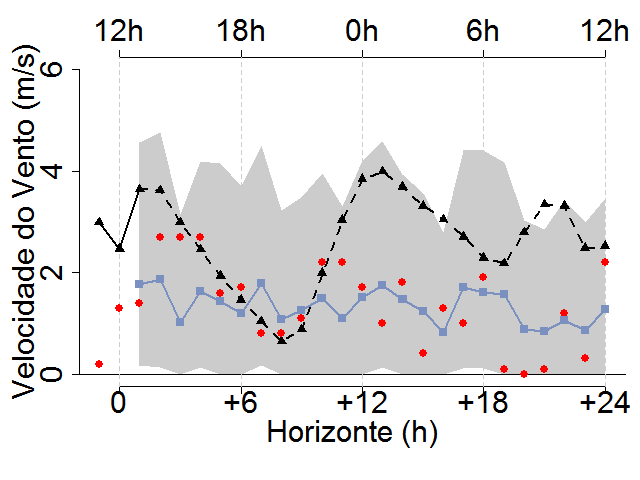 12h 18h 0h 6h 12h
Velocidade do Vento (m/s)
6
4
2
0
0 +6 +12 +18 +24
Horizonte (h)